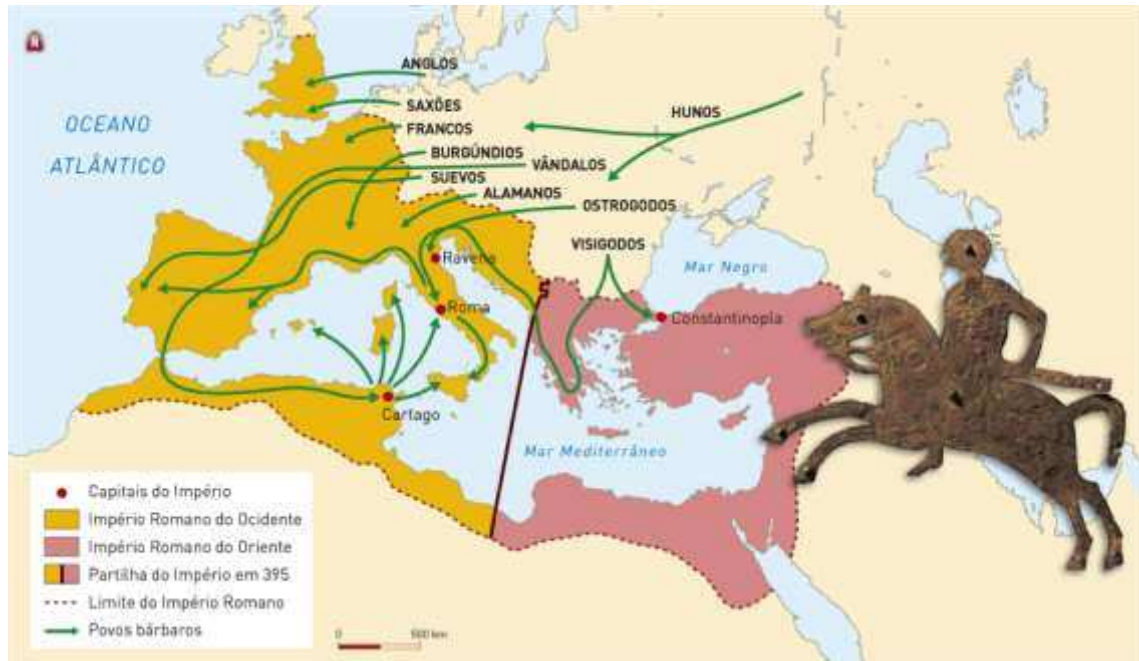 ANGLOS
SAXÕES
FRANCOS
BURGÚNDIOS
VÂNDALOS
SUEVOS
ALAMANOS
OSTROGODOS
VISIGODOS
HUNOS
OCEANO
ATLÂNTICO
Ravena
Roma
Cartago
Mar Negro
Constantinopla
Mar Mediterrâneo
Capitais do Império
Império Romano do Ocidente
Império Romano do Oriente
Partilha do Império em 395
Limite do Império Romano
Povos bárbaros
0 500 km